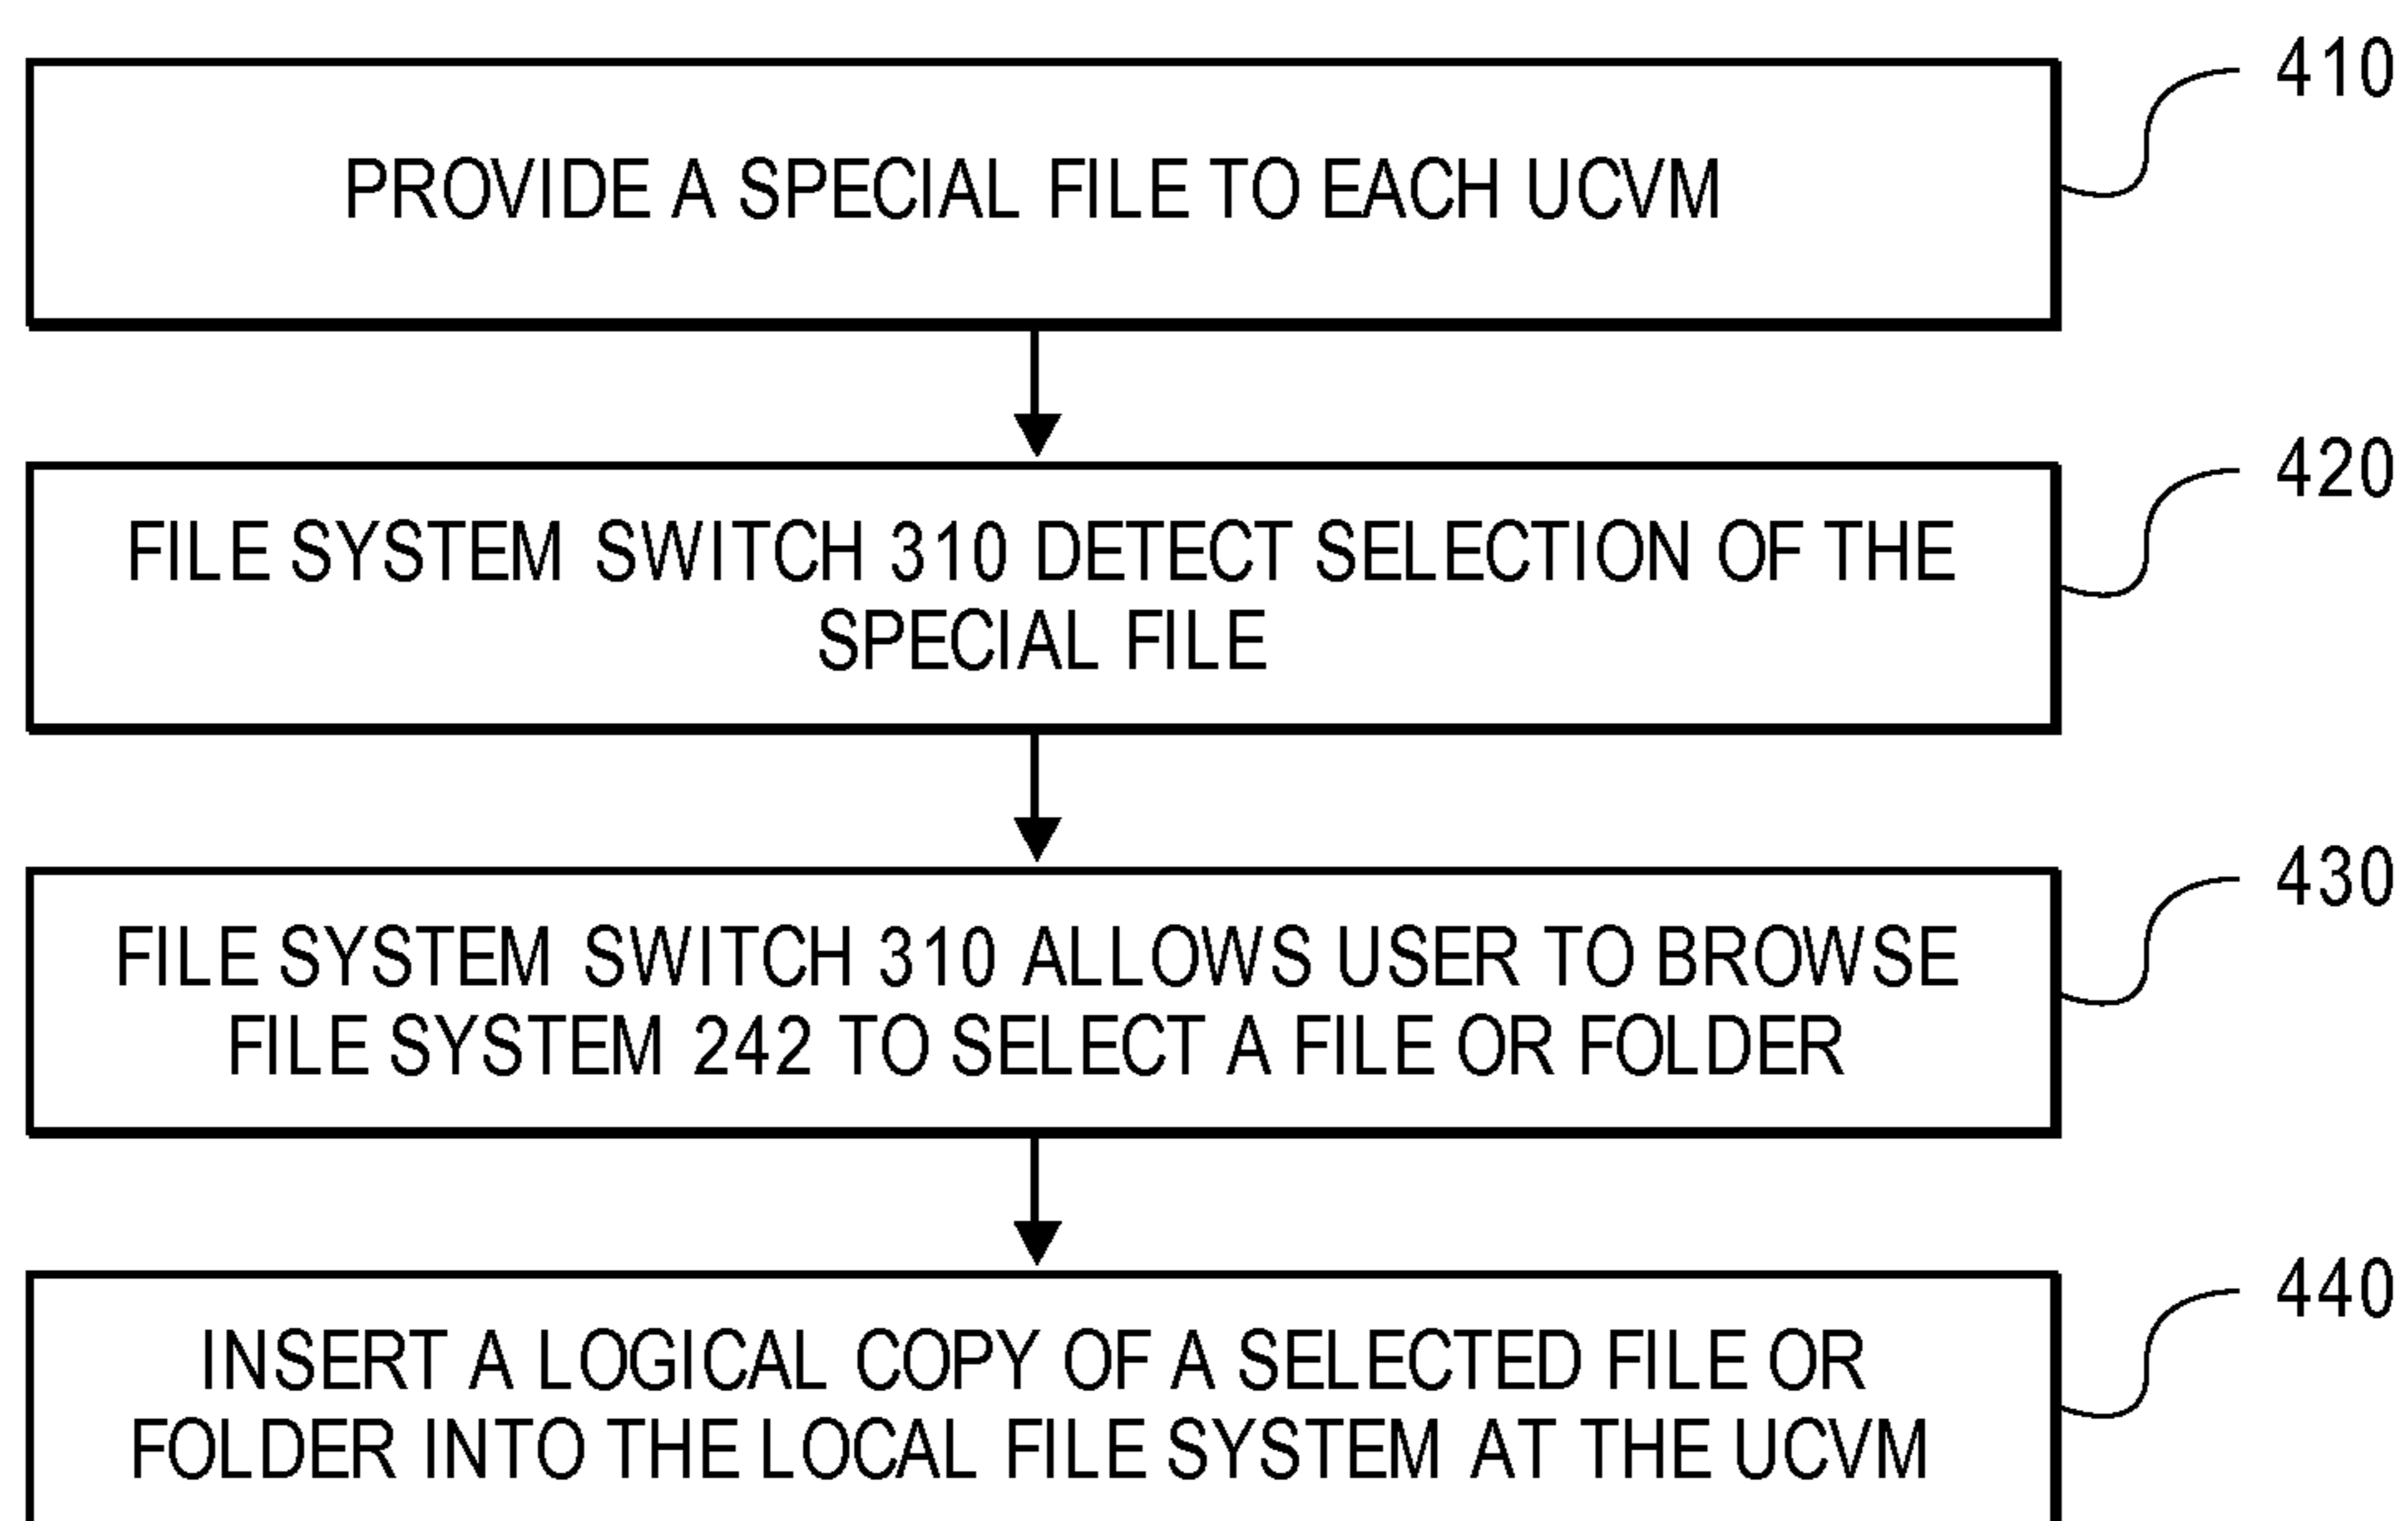 410
PROVIDE A SPECIAL FILE TO EACH UCVM
420
FILE SYSTEM SWITCH 310 DETECT SELECTION OF THE
SPECIAL FILE
430
FILE SYSTEM SWITCH 310 ALLOWS USER TO BROWSE
FILE SYSTEM 242 TO SELECT A FILE OR FOLDER
440
INSERT A LOGICAL COPY OF A SELECTED FILE OR
FOLDER INTO THE LOCAL FILE SYSTEM AT THE UCVM